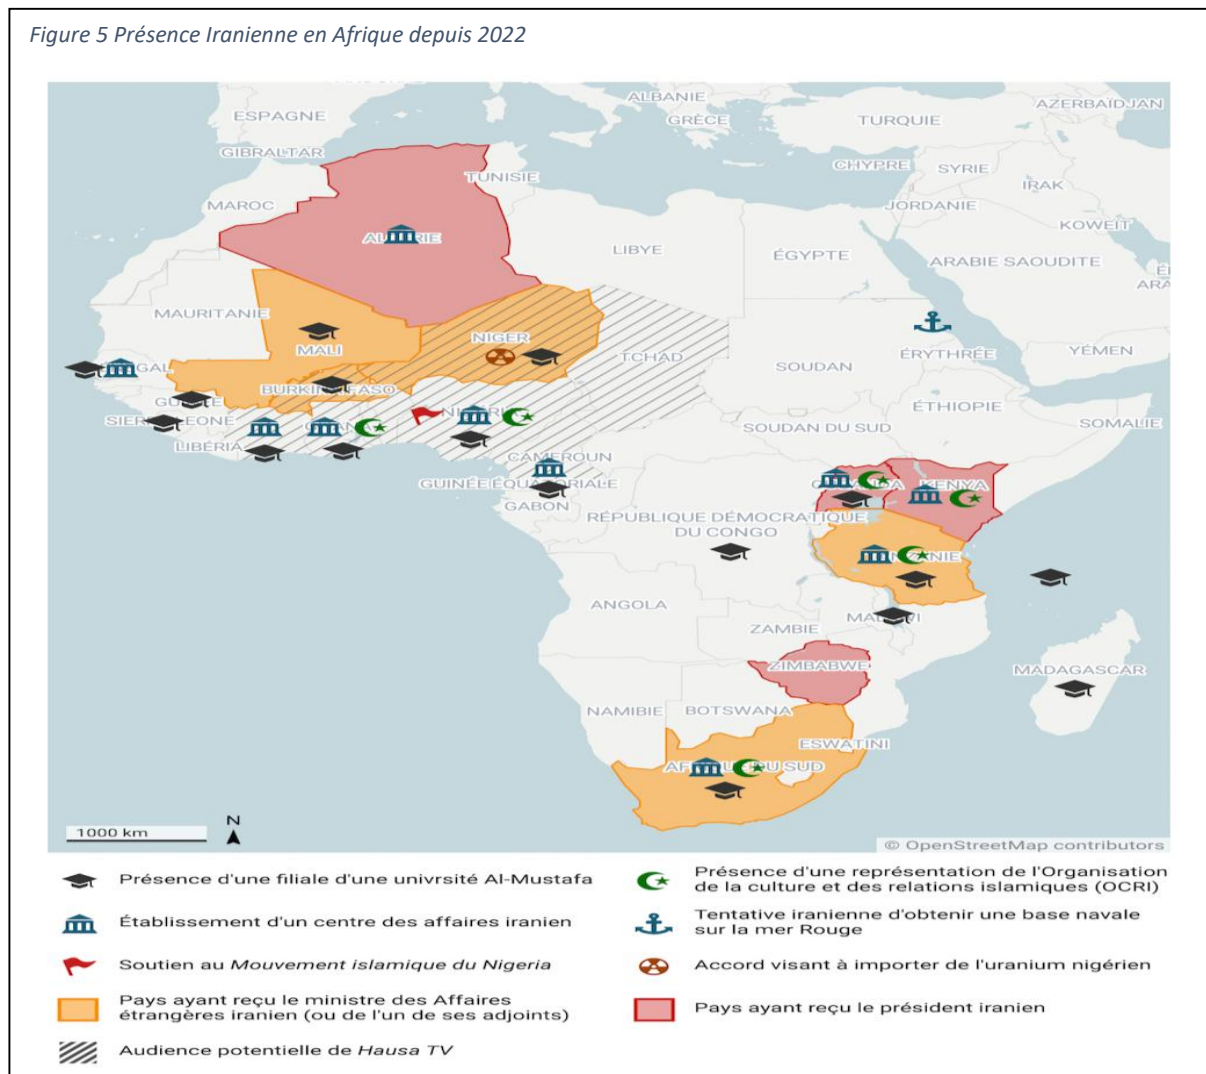 Figure 5 Présence Iranienne en Afrique depuis 2022
ALBANIE
AZERBAÏDJAN
ESPAGNE
GRÈCE
TURQUIE
GIBRALTAR
CHYPRE
SYRIE
TUNISIE
IRAK
MAROC
JORDANIE
KOWEÏT
LIBYE
ÉGYPTE
ARABIE SAOUDITE
MAURITANIE
NIGER
MALI
TCHAD
ÉRYTHRÉE
YÉMEN
SOUDAN
BURKINA FASO
ÉTHIOPIE
SIERRA LEONE
SOMALIE
LIBÉRIA
SOUDAN DU SUD
CAMEROUN
GUINÉE ÉQUATORIALE
KENYA
GABON
RÉPUBLIQUE DÉMOCRATIQUE
DU CONGO
ANGOLA
ZAMBIE
ZIMBABWE
MADAGASCAR
NAMIBIE
BOTSWANA
ESWATINI
N
1000 km
© OpenStreetMap contributors
Présence d'une filiale d'une univrsité Al-Mustafa
Présence d'une représentation de l'Organisation
de la culture et des relations islamiques (OCRI)
Établissement d'un centre des affaires iranien
Tentative iranienne d'obtenir une base navale
sur la mer Rouge
Soutien au Mouvement islamique du Nigeria
Accord visant à importer de l'uranium nigérien
Pays ayant reçu le ministre des Affaires
étrangères iranien (ou de l'un de ses adjoints)
Pays ayant reçu le président iranien
Audience potentielle de Hausa TV